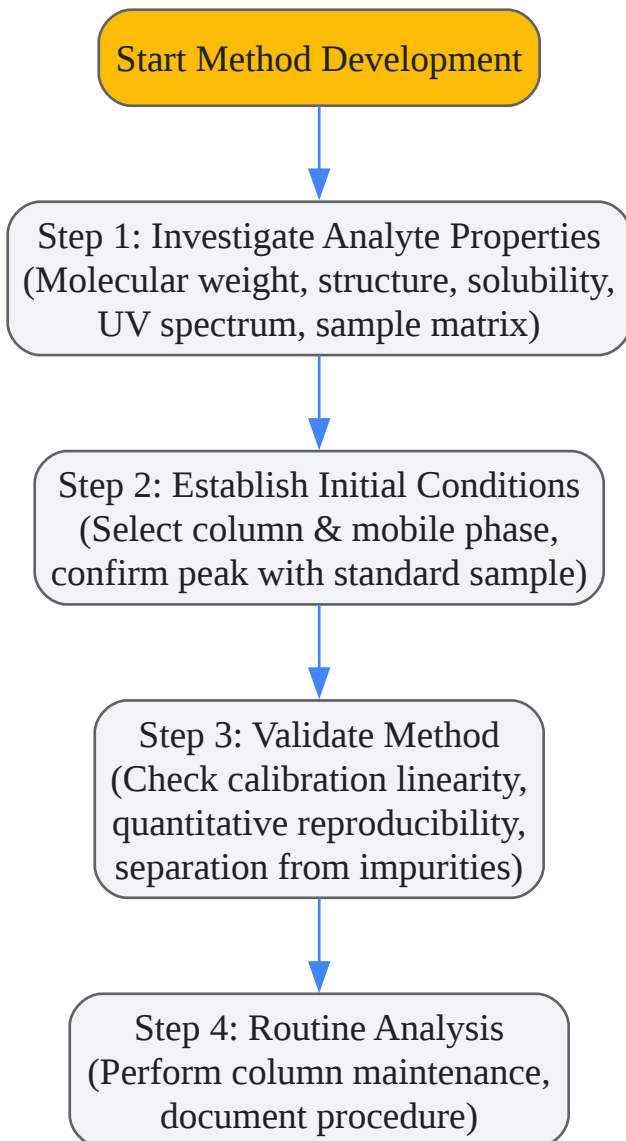 Start Method Development
Step 1: Investigate Analyte Properties
(Molecular weight, structure, solubility,
UV spectrum, sample matrix)
Step 2: Establish Initial Conditions
(Select column & mobile phase,
confirm peak with standard sample)
Step 3: Validate Method
(Check calibration linearity,
quantitative reproducibility,
separation from impurities)
Step 4: Routine Analysis
(Perform column maintenance,
document procedure)